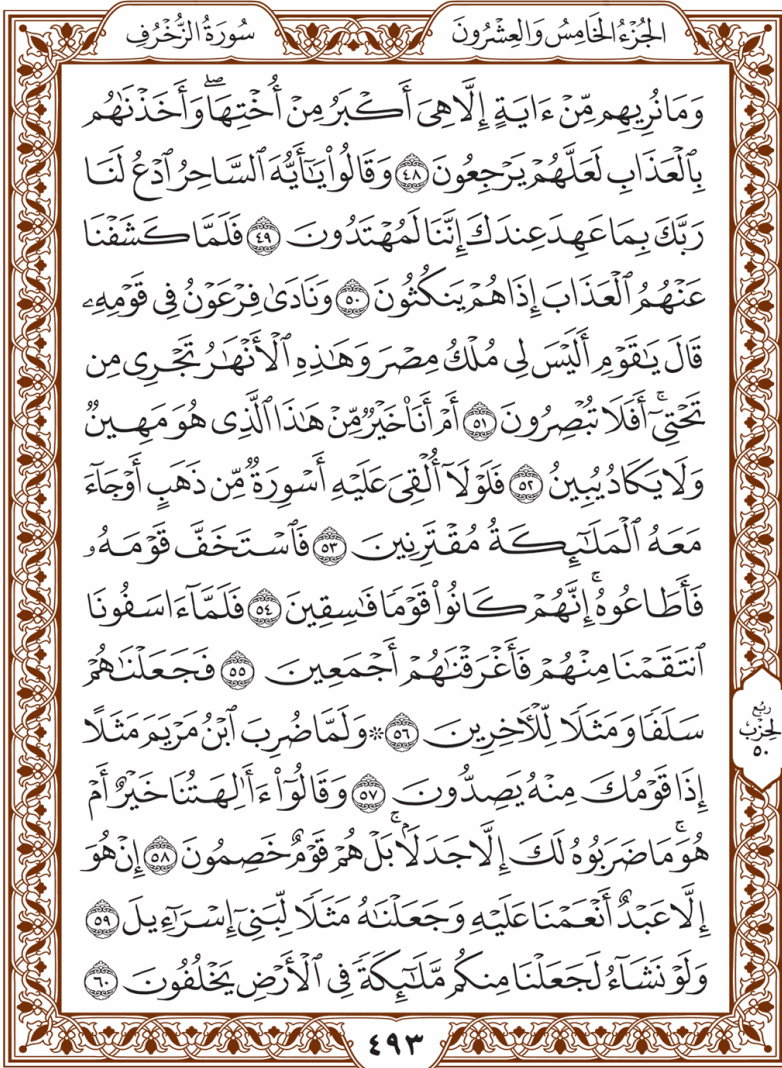 الجُزْءُ الخَامِسُ وَالعِشْرُونَ
سُورَةُ الزُّخْرُفِ
وَمَا نُرِيهِم مِّنْ ءَايَةٍ إِلَّا هِىَ أَكْبَرُ مِنْ أُخْتِهَا ۖ وَأَخَذْنَٰهُم
بِٱلْعَذَابِ لَعَلَّهُمْ يَرْجِعُونَ ٤٨ وَقَالُوا۟ يَٰٓأَيُّهَ ٱلسَّاحِرُ ٱدْعُ لَنَا
رَبَّكَ بِمَا عَهِدَ عِندَكَ إِنَّنَا لَمُهْتَدُونَ ٤٩ فَلَمَّا كَشَفْنَا
عَنْهُمُ ٱلْعَذَابَ إِذَا هُمْ يَنكُثُونَ ٥٠ وَنَادَىٰ فِرْعَوْنُ فِى قَوْمِهِۦ
قَالَ يَٰقَوْمِ أَلَيْسَ لِى مُلْكُ مِصْرَ وَهَٰذِهِ ٱلْأَنْهَٰرُ تَجْرِى مِن
تَحْتِىٓ ۖ أَفَلَا تُبْصِرُونَ ٥١ أَمْ أَنَا۠ خَيْرٌ مِّنْ هَٰذَا ٱلَّذِى هُوَ مَهِينٌ
وَلَا يَكَادُ يُبِينُ ٥٢ فَلَوْلَآ أُلْقِىَ عَلَيْهِ أَسْوِرَةٌ مِّن ذَهَبٍ أَوْ جَآءَ
مَعَهُ ٱلْمَلَٰٓئِكَةُ مُقْتَرِنِينَ ٥٣ فَٱسْتَخَفَّ قَوْمَهُۥ
فَأَطَاعُوهُ ۚ إِنَّهُمْ كَانُوا۟ قَوْمًا فَٰسِقِينَ ٥٤ فَلَمَّآ ءَاسَفُونَا
ٱنتَقَمْنَا مِنْهُمْ فَأَغْرَقْنَٰهُمْ أَجْمَعِينَ ٥٥ فَجَعَلْنَٰهُمْ
سَلَفًا وَمَثَلًا لِّلْءَاخِرِينَ ٥٦ ۞ وَلَمَّا ضُرِبَ ٱبْنُ مَرْيَمَ مَثَلًا
إِذَا قَوْمُكَ مِنْهُ يَصِدُّونَ ٥٧ وَقَالُوٓا۟ ءَأَٰلِهَتُنَا خَيْرٌ أَمْ
هُوَ ۚ مَا ضَرَبُوهُ لَكَ إِلَّا جَدَلًۢا ۚ بَلْ هُمْ قَوْمٌ خَصِمُونَ ٥٨ إِنْ هُوَ
إِلَّا عَبْدٌ أَنْعَمْنَا عَلَيْهِ وَجَعَلْنَٰهُ مَثَلًا لِّبَنِىٓ إِسْرَٰٓءِيلَ ٥٩
وَلَوْ نَشَآءُ لَجَعَلْنَا مِنكُم مَّلَٰٓئِكَةً فِى ٱلْأَرْضِ يَخْلُفُونَ ٦٠
ربع
الحزب
٥٠
٤٩٣